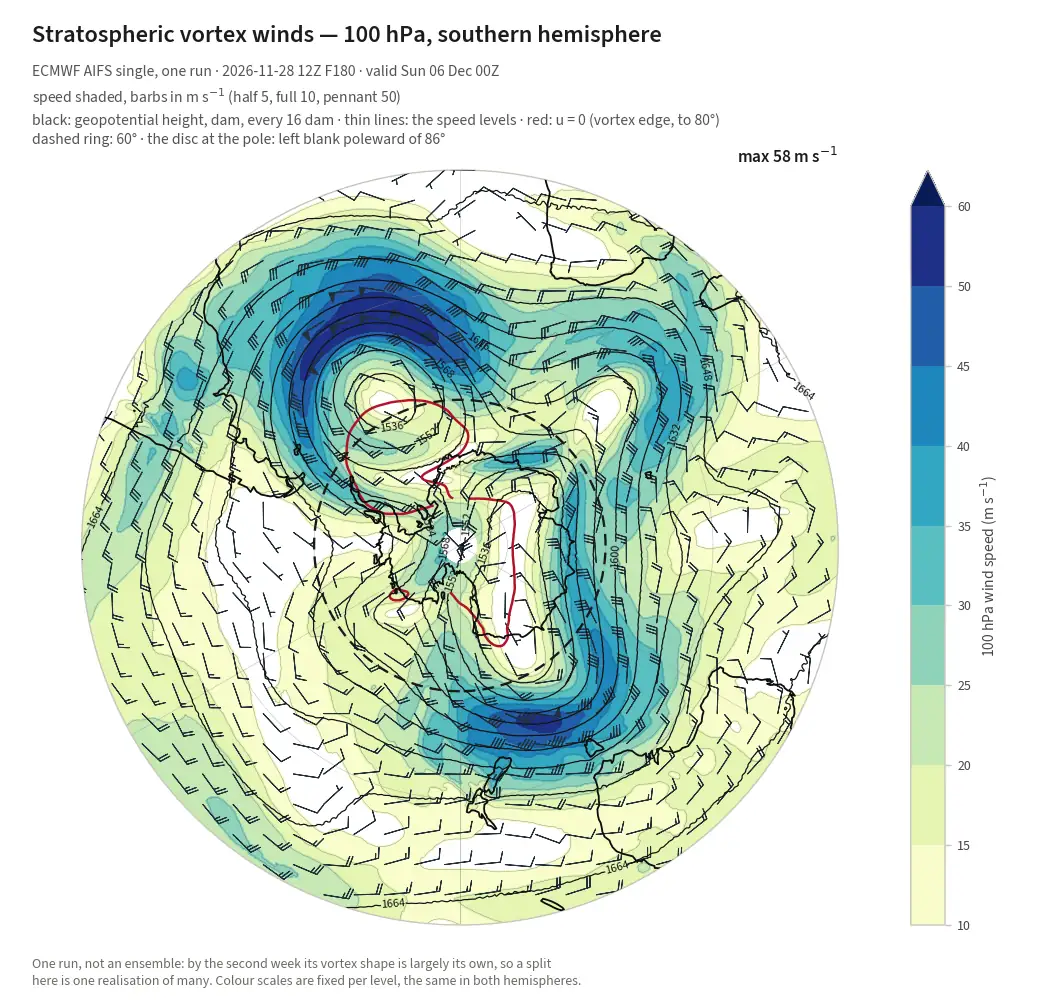 Stratospheric vortex winds — 100 hPa, southern hemisphere
ECMWF AIFS single, one run · 2026-11-28 12Z F180 · valid Sun 06 Dec 00Z
speed shaded, barbs in m s⁻¹ (half 5, full 10, pennant 50)
black: geopotential height, dam, every 16 dam · thin lines: the speed levels · red: u = 0 (vortex edge, to 80°)
dashed ring: 60° · the disc at the pole: left blank poleward of 86°
max 58 m s⁻¹
60
50
45
40
35
30
25
20
15
10
100 hPa wind speed (m s⁻¹)
1648
1664
1568
1632
1536
1664
1552
1600
1568
1536
1664
1664
One run, not an ensemble: by the second week its vortex shape is largely its own, so a split
here is one realisation of many. Colour scales are fixed per level, the same in both hemispheres.